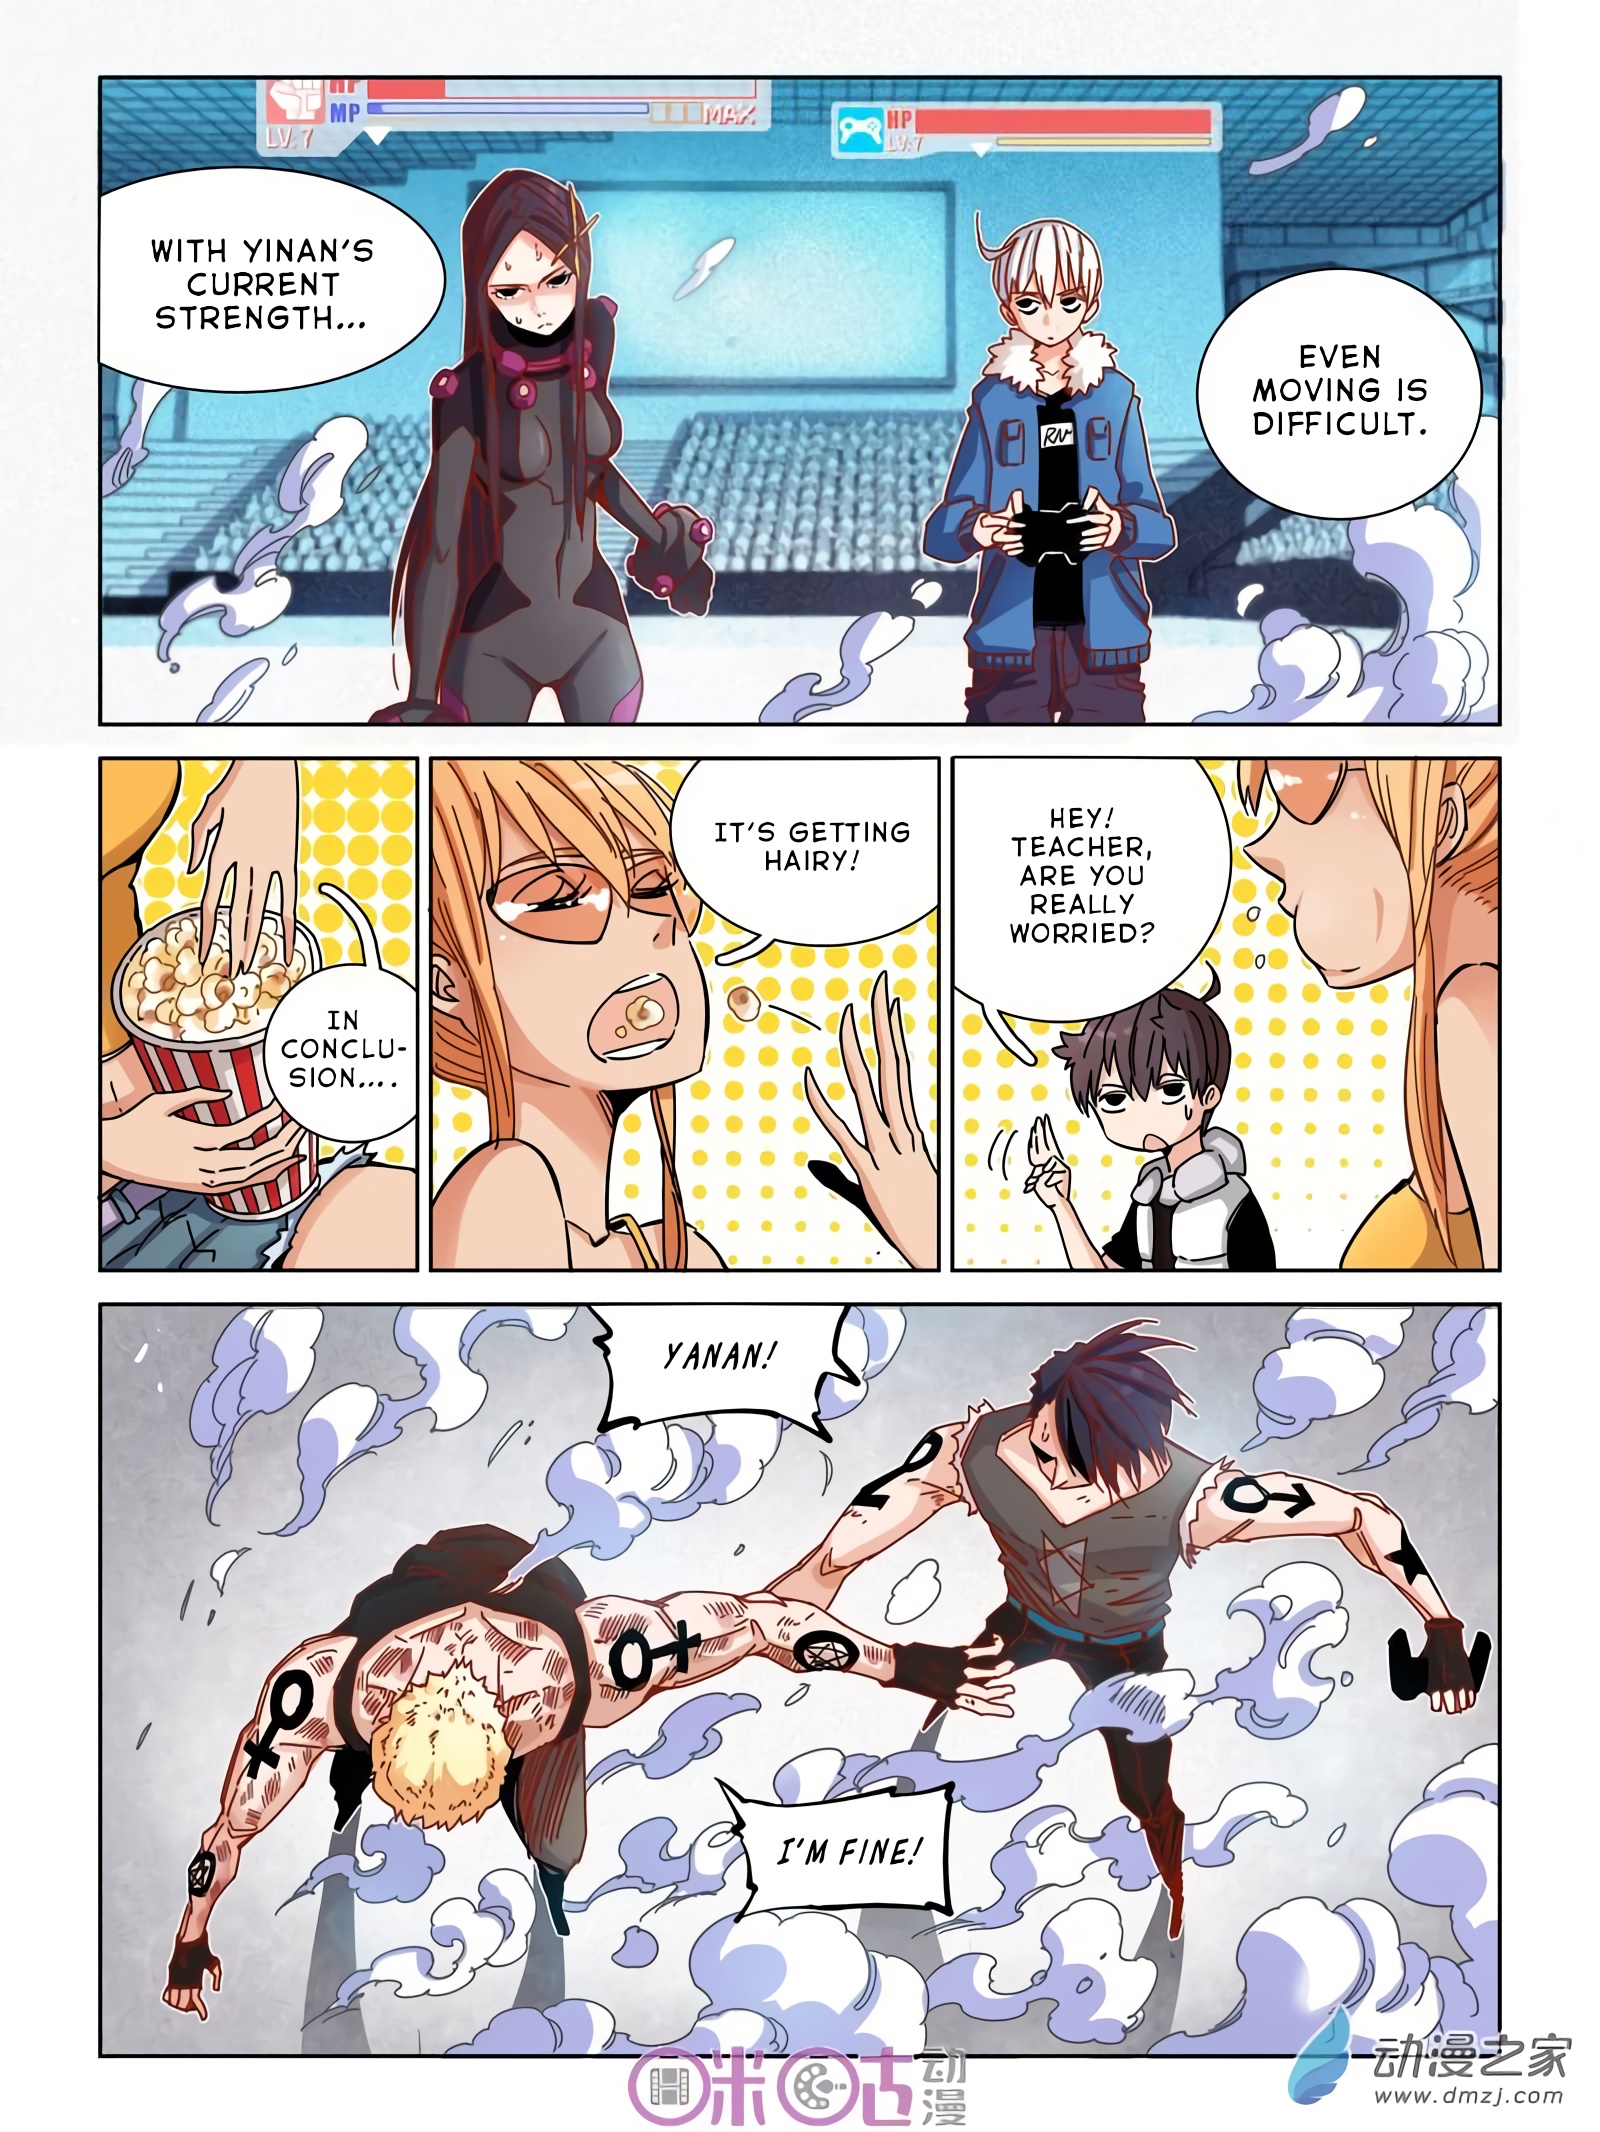 HP
MP
MAX
LV.7
HP
LV.7
WITH YINAN'S
CURRENT
STRENGTH...
RN
EVEN
MOVING IS
DIFFICULT.
IN
CONCLU-
SION....
IT'S GETTING
HAIRY!
HEY!
TEACHER,
ARE YOU
REALLY
WORRIED?
YANAN!
I'M FINE!
咪咕动漫
动漫之家
www.dmzj.com